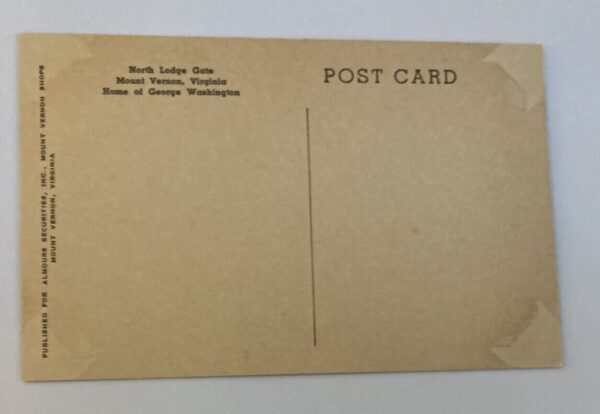 North Lodge Gate
Mount Vernon, Virginia
Home of George Washington
POST CARD
PUBLISHED FOR ALMOURS SECURITIES, INC., MOUNT VERNON SHOPS
MOUNT VERNON, VIRGINIA